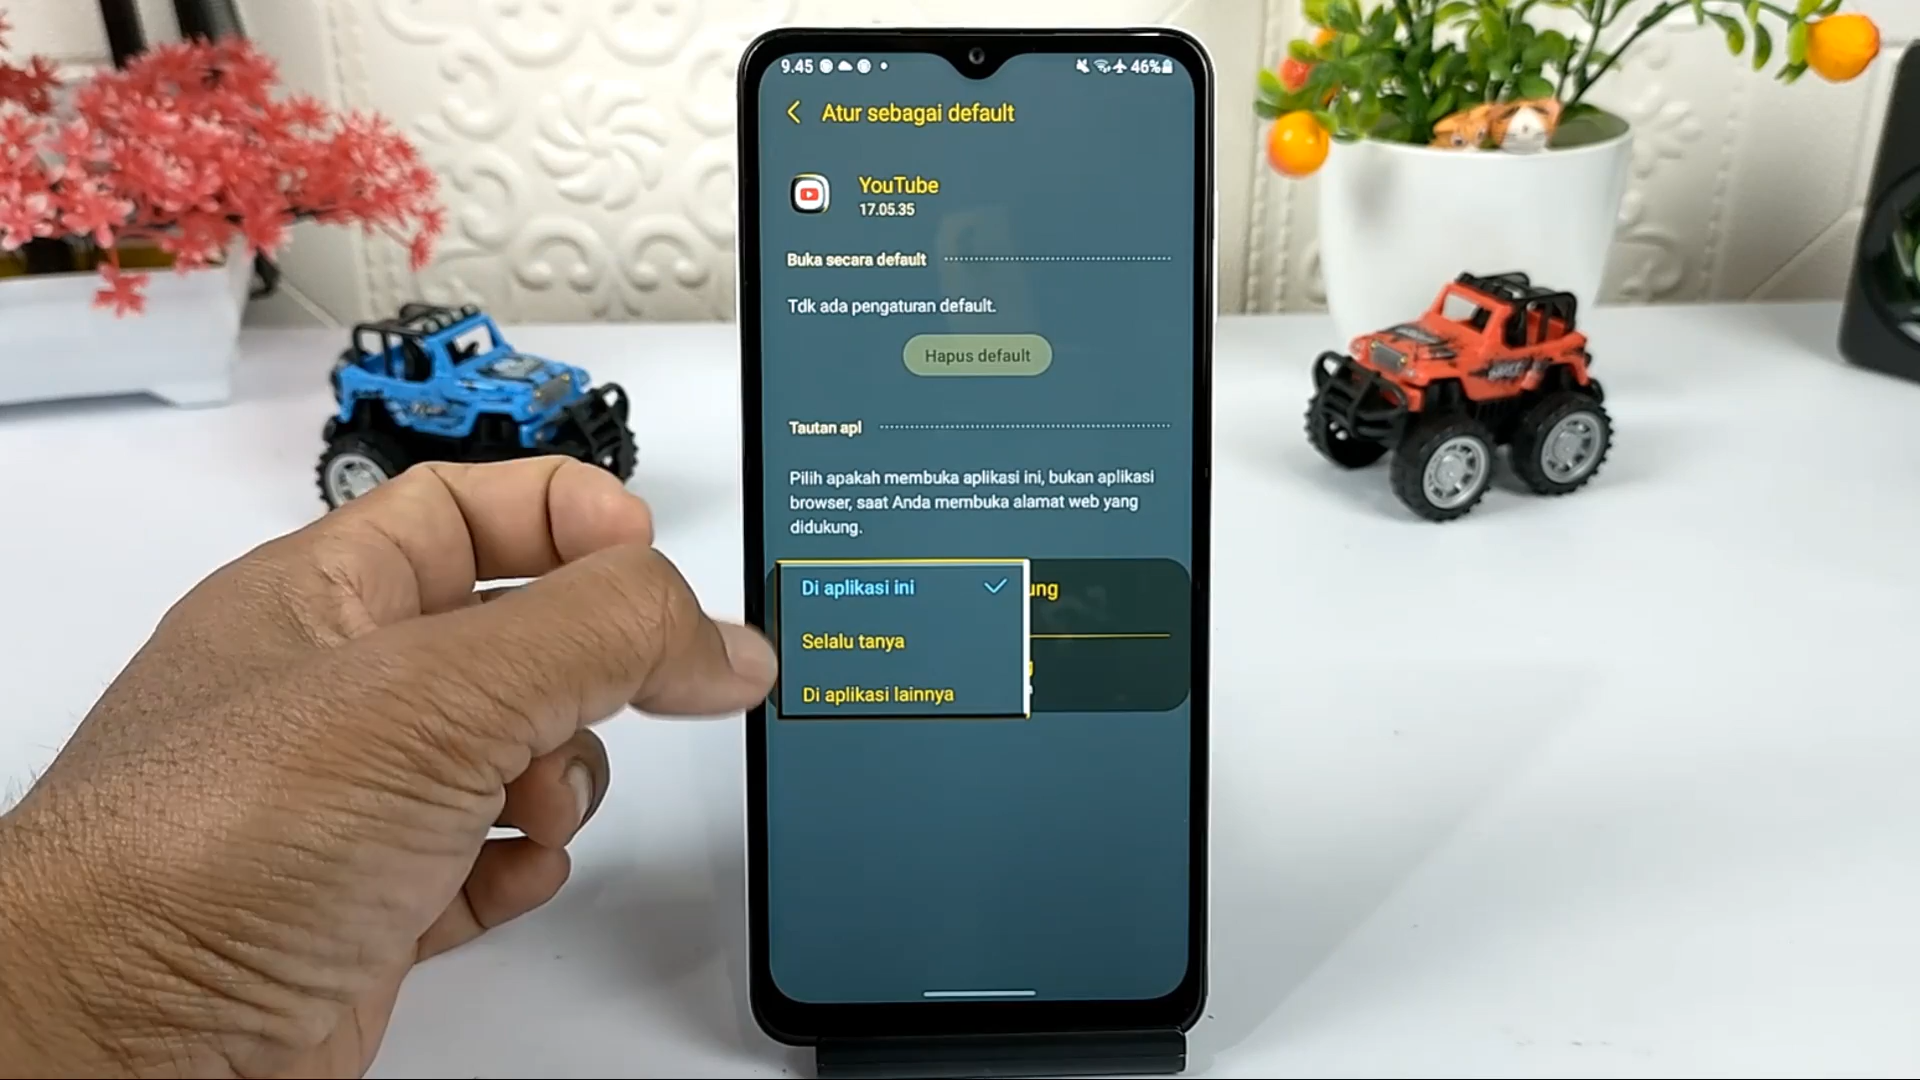 9.45
46%
Atur sebagai default
YouTube
17.05.35
Buka secara default
Tdk ada pengaturan default.
Hapus default
Tautan apl
Pilih apakah membuka aplikasi ini, bukan aplikasi
browser, saat Anda membuka alamat web yang
didukung.
Di aplikasi ini
ung
Selalu tanya
Di aplikasi lainnya